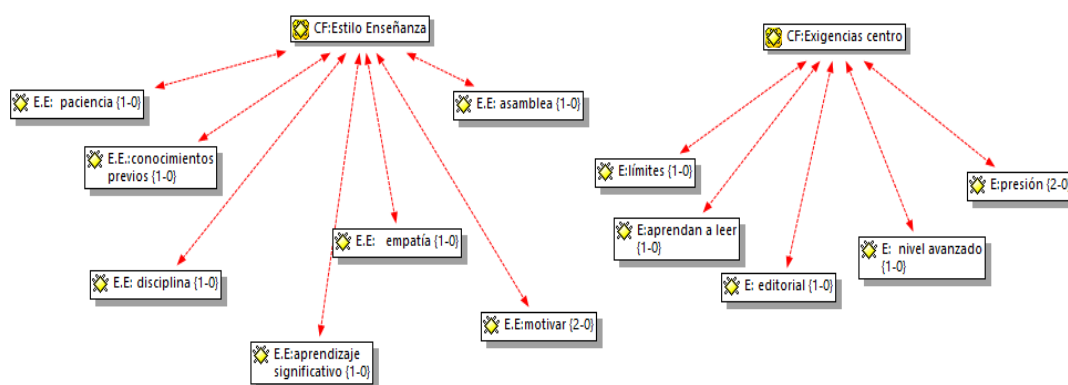 CF:Estilo Enseñanza
CF:Exigencias centro
E.E: paciencia {1-0}
E.E: asamblea {1-0}
E.E.:conocimientos
previos {1-0}
E:límites {1-0}
E:presión {2-0}
E.E: empatía {1-0}
E:aprendan a leer
{1-0}
E: nivel avanzado
{1-0}
E.E: disciplina {1-0}
E: editorial {1-0}
E.E:motivar {2-0}
E.E:aprendizaje
significativo {1-0}